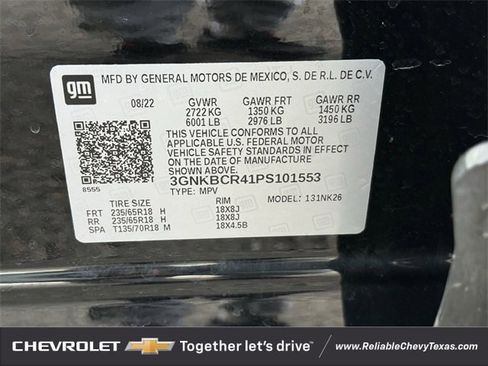 gm
MFD BY GENERAL MOTORS DE MEXICO, S. DE R.L. DE C.V.
08/22 GVWR GAWR FRT GAWR RR
2722 KG 1350 KG 1450 KG
6001 LB 2976 LB 3196 LB
THIS VEHICLE CONFORMS TO ALL
APPLICABLE U.S. FEDERAL MOTOR
VEHICLE SAFETY STANDARDS IN
EFFECT ON THE DATE OF
MANUFACTURE SHOWN ABOVE.
3GNKBCR41PS101553
8555 TYPE: MPV MODEL: 131NK26
TIRE SIZE RIM
FRT 235/65R18 H 18X8J
RR 235/65R18 H 18X8J
SPA T135/70R18 M 18X4.5B
CHEVROLET Together let's drive™ www.ReliableChevyTexas.com